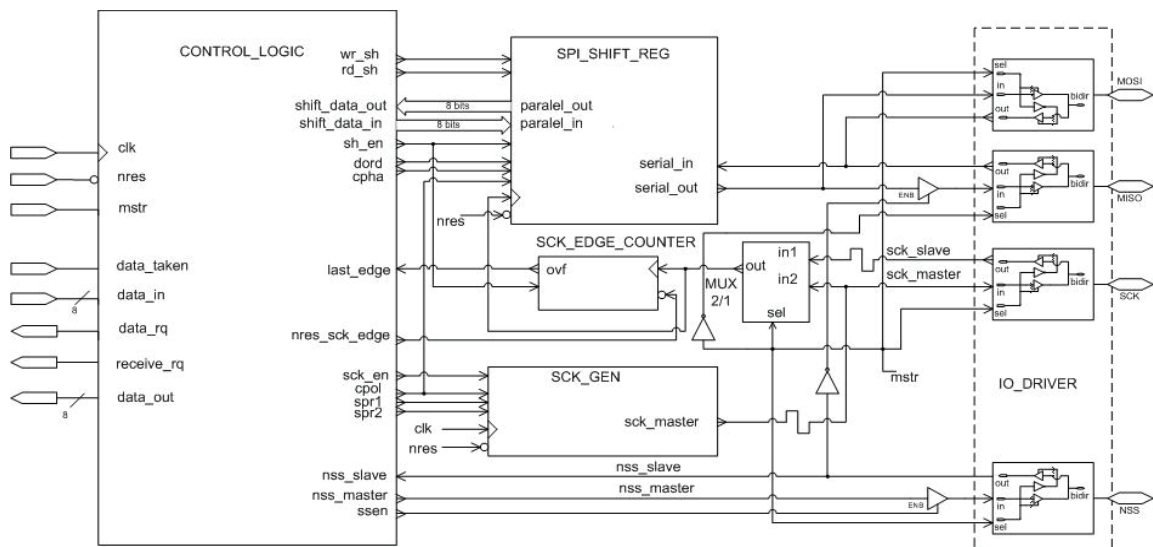 CONTROL_LOGIC
clk
nres
mstr
data_taken
data_in
8
data_rq
receive_rq
data_out
8
wr_sh
rd_sh
shift_data_out
shift_data_in
sh_en
dord
cpha
last_edge
nres_sck_edge
sck_en
cpol
spr1
spr2
nss_slave
nss_master
ssen
8 bits
8 bits
SPI_SHIFT_REG
paralel_out
paralel_in
serial_in
serial_out
nres
SCK_EDGE_COUNTER
ovf
MUX
2/1
in1
out
in2
sel
SCK_GEN
sck_master
clk
nres
ENB
sck_slave
sck_master
mstr
nss_slave
nss_master
ENB
IO_DRIVER
sel
in
out
bidir
MOSI
out
in
sel
bidir
MISO
out
in
sel
bidir
SCK
out
in
sel
bidir
NSS